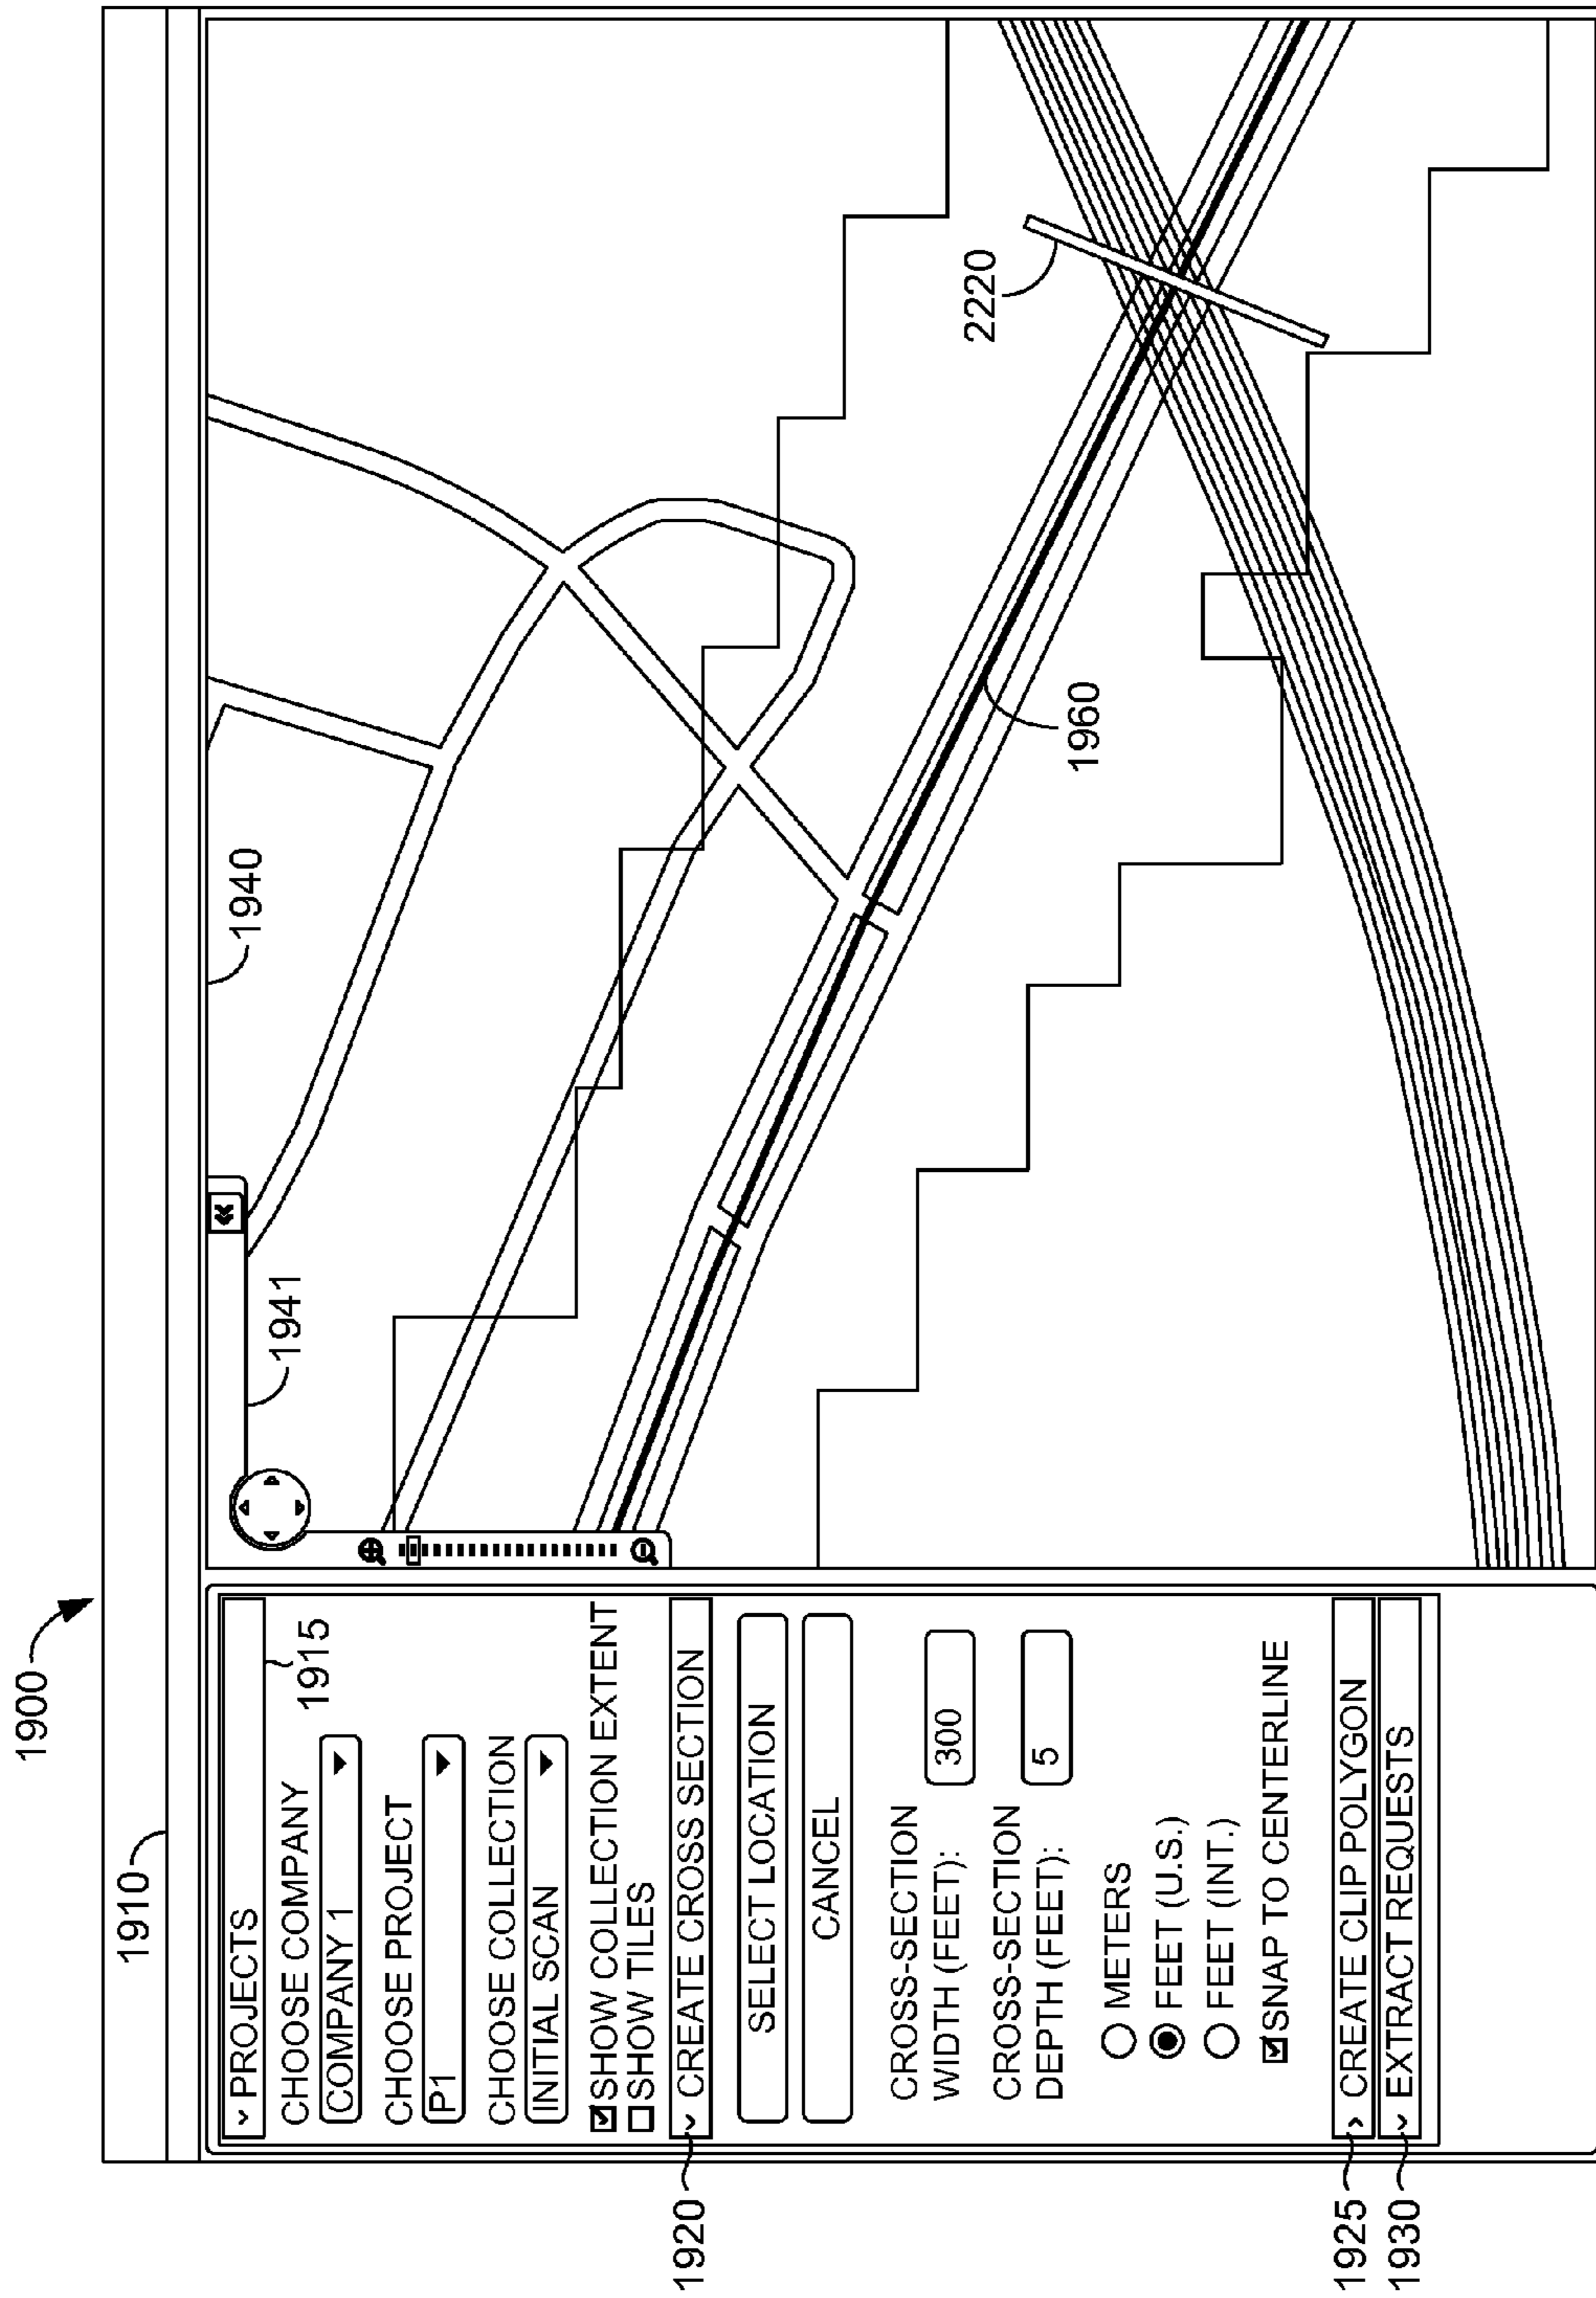 1900
1910
PROJECTS
1915
CHOOSE COMPANY
COMPANY 1
CHOOSE PROJECT
P1
CHOOSE COLLECTION
INITIAL SCAN
SHOW COLLECTION EXTENT
SHOW TILES
1920
CREATE CROSS SECTION
SELECT LOCATION
CANCEL
CROSS-SECTION
WIDTH (FEET):
300
CROSS-SECTION
DEPTH (FEET):
5
METERS
FEET (U.S.)
FEET (INT.)
SNAP TO CENTERLINE
1925
CREATE CLIP POLYGON
1930
EXTRACT REQUESTS
1941
1940
1960
2220